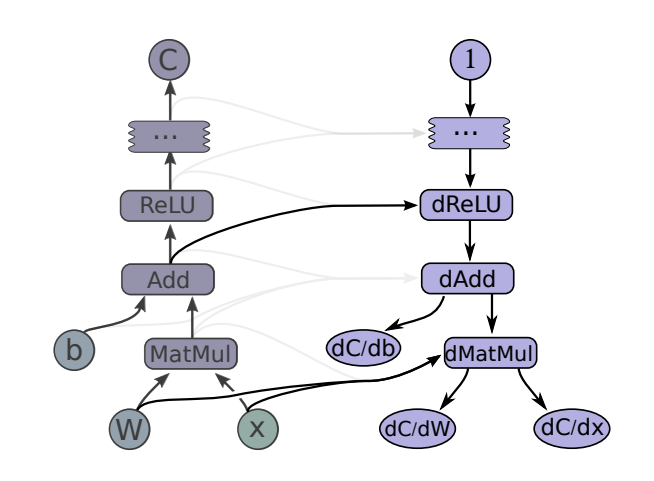 C
1
...
...
ReLU
dReLU
Add
dAdd
b
MatMul
dC/db
dMatMul
W
x
dC/dW
dC/dx